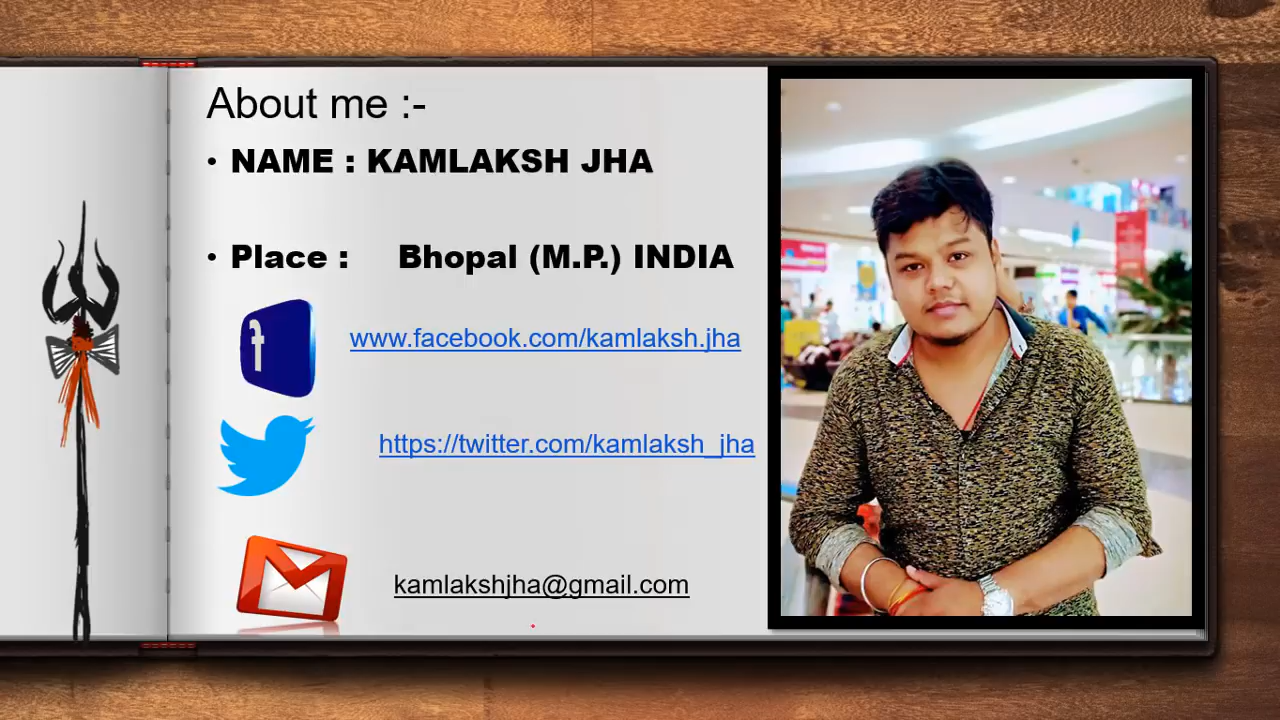 About me :-
• NAME : KAMLAKSH JHA
• Place : Bhopal (M.P.) INDIA
f
www.facebook.com/kamlaksh.jha
https://twitter.com/kamlaksh_jha
kamlakshjha@gmail.com